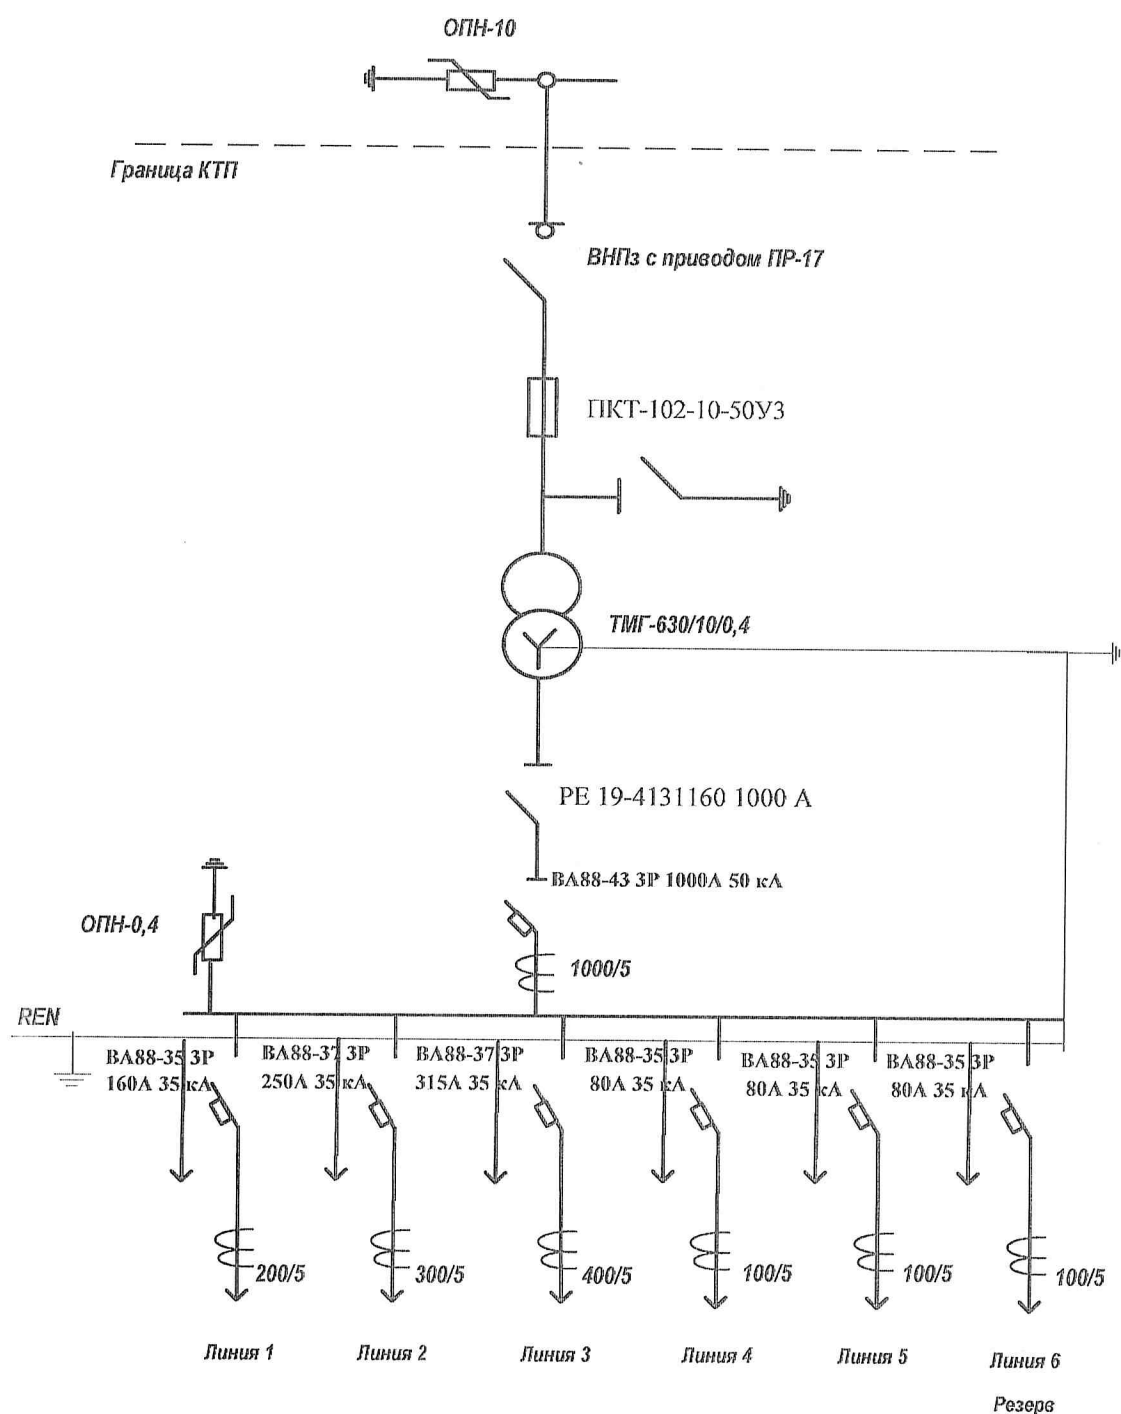 ОПН-10
Граница КТП
ВНПз с приводом ПР-17
ПКТ-102-10-50У3
ТМГ-630/10/0,4
РЕ 19-4131160 1000 А
ВА88-43 3Р 1000А 50 кА
ОПН-0,4
1000/5
REN
ВА88-35 3Р
160А 35 кА
ВА88-37 3Р
250А 35 кА
ВА88-37 3Р
315А 35 кА
ВА88-35 3Р
80А 35 кА
ВА88-35 3Р
80А 35 кА
ВА88-35 3Р
80А 35 кА
200/5
300/5
400/5
100/5
100/5
100/5
Линия 1
Линия 2
Линия 3
Линия 4
Линия 5
Линия 6
Резерв